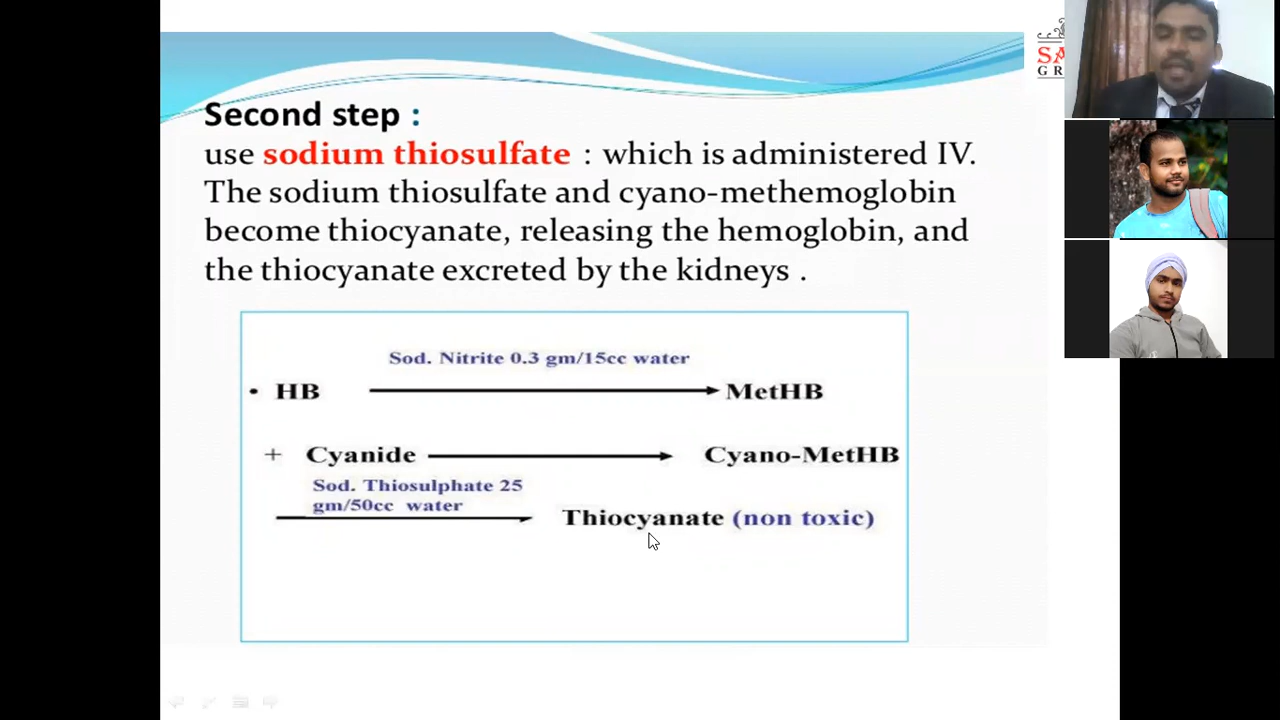 Second step :
use sodium thiosulfate : which is administered IV.
The sodium thiosulfate and cyano-methemoglobin
become thiocyanate, releasing the hemoglobin, and
the thiocyanate excreted by the kidneys .
Sod. Nitrite 0.3 gm/15cc water
• HB MetHB
+ Cyanide Cyano-MetHB
Sod. Thiosulphate 25
gm/50cc water
Thiocyanate (non toxic)
SA
GR